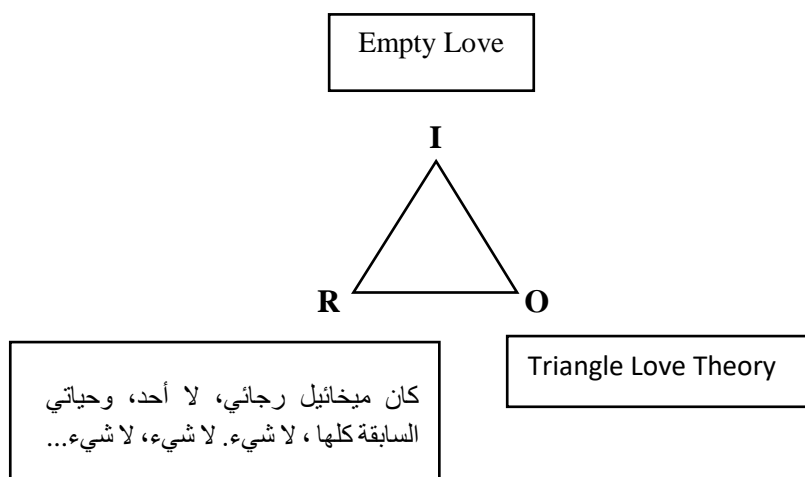 Empty Love
I
R
O
Triangle Love Theory
كان ميخائيل رجائي، لا أحد، وحياتي
السابقة كلها ، لا شيء. لا شيء، لا شيء...